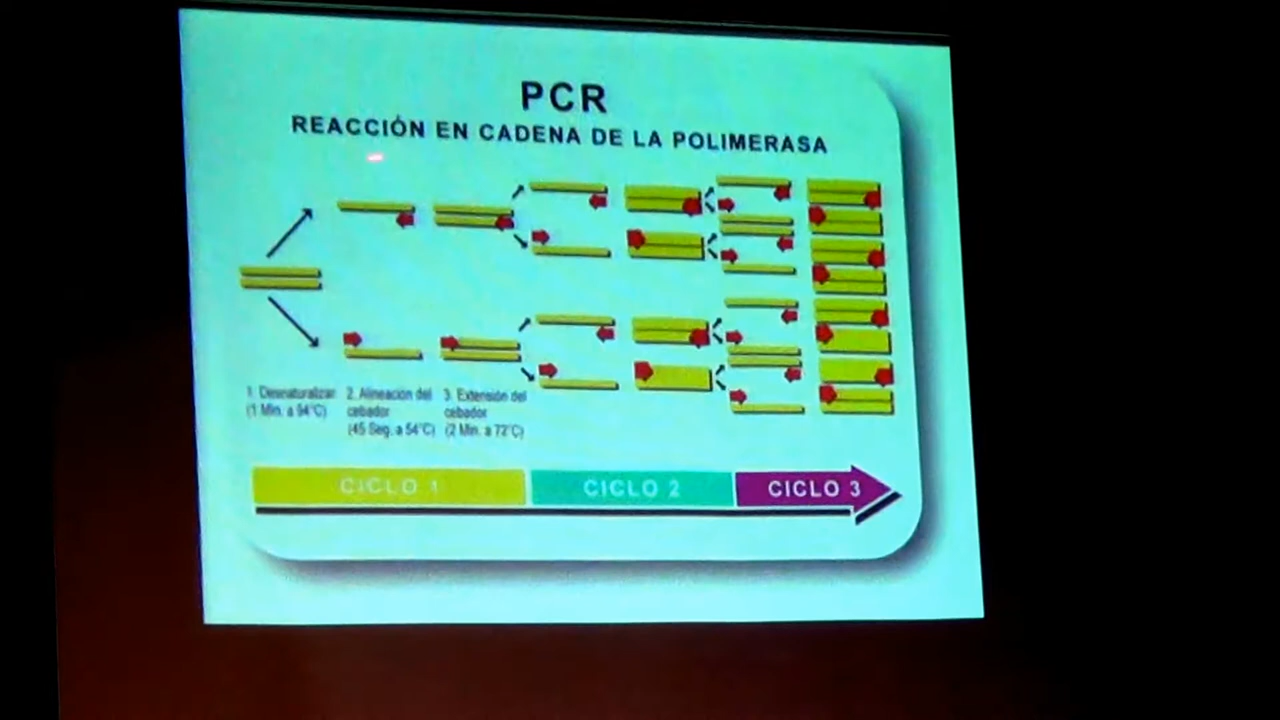 PCR
REACCIÓN EN CADENA DE LA POLIMERASA
1. Desnaturalizar
(1 Min. a 94°C)
2. Alineación del
cebador
(45 Seg. a 54°C)
3. Extensión del
cebador
(2 Min. a 72°C)
CICLO 1
CICLO 2
CICLO 3